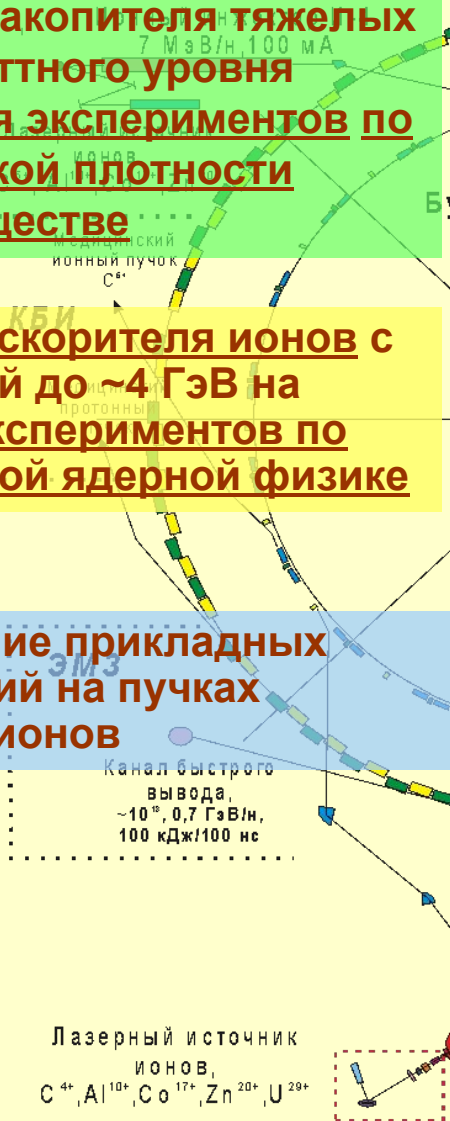 акопителя тяжелых
7 МэВ/н, 100 мА
ттного уровня
я экспериментов по
ионов
кой плотности
ществе
Медицинский
ионный пучок
C⁶⁺
КБИ
скорителя ионов с
й до ~4 ГэВ на
протонный
кспериментов по
ой ядерной физике
ие прикладных
ЭМЗ
ий на пучках
ионов
Канал быстрого
вывода,
~10¹³, 0,7 ГэВ/н,
100 кДж/100 нс
Лазерный источник
ионов,
C⁴⁺,Al¹⁰⁺,Co¹⁷⁺,Zn²⁰⁺,U²⁹⁺